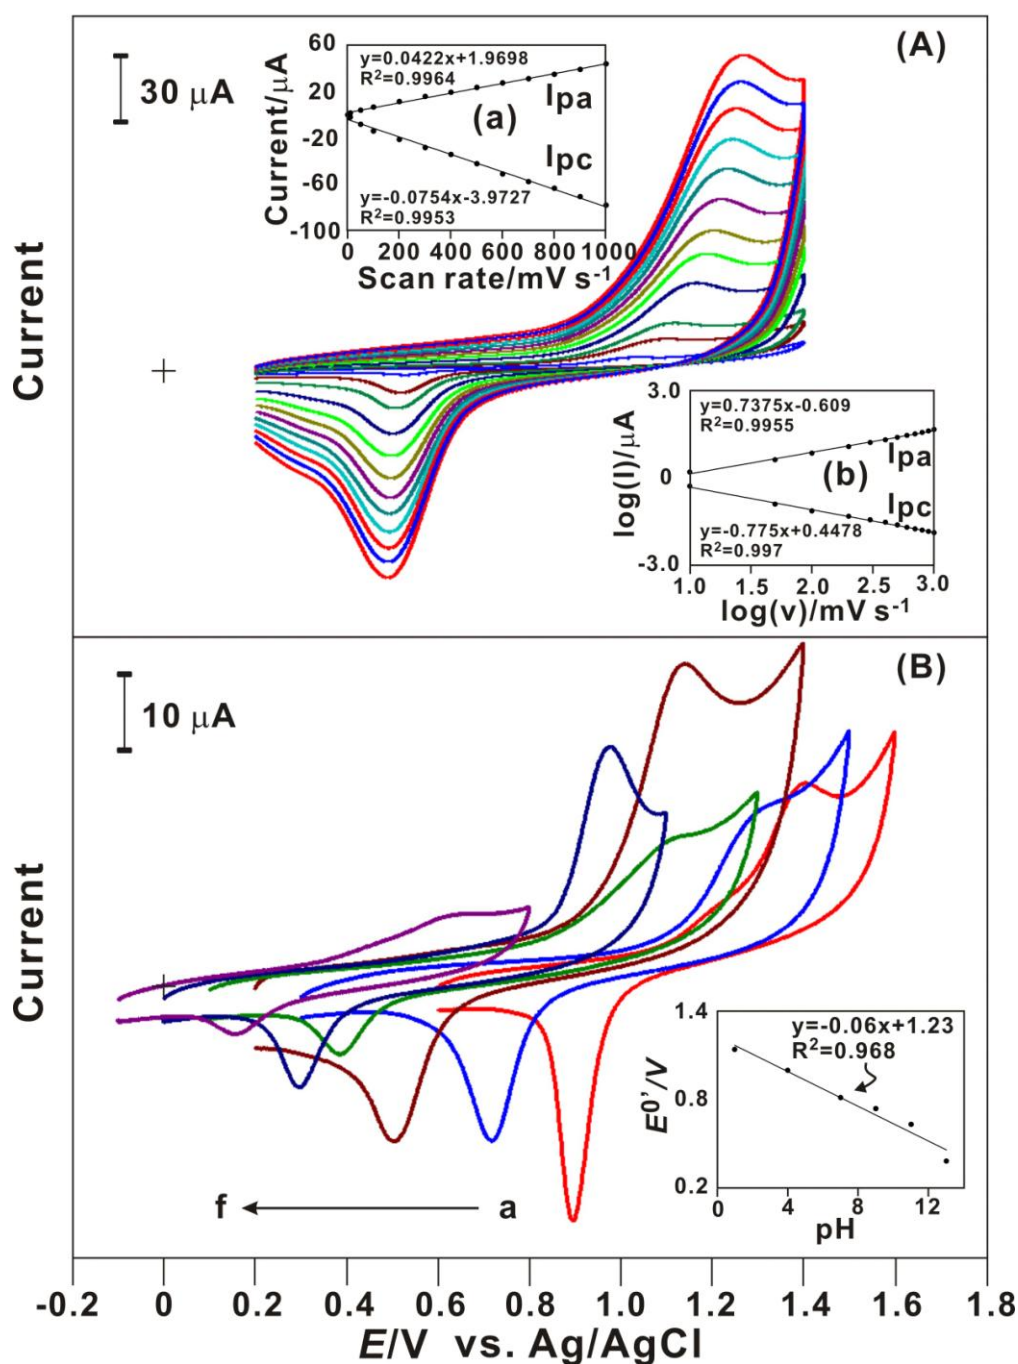 (A)
30 μA
Current
60
20
-20
-60
-100
Current/μA
y=0.0422x+1.9698
R²=0.9964
Ipa
(a)
Ipc
y=-0.0754x-3.9727
R²=0.9953
0 200 400 600 800 1000
Scan rate/mV s⁻¹
3.0
0
-3.0
log(I)/μA
y=0.7375x-0.609
R²=0.9955
Ipa
(b)
Ipc
y=-0.775x+0.4478
R²=0.997
1.0 1.5 2.0 2.5 3.0
log(v)/mV s⁻¹
(B)
10 μA
Current
f a
1.4
0.8
0.2
E⁰'/V
y=-0.06x+1.23
R²=0.968
0 4 8 12
pH
-0.2 0 0.2 0.4 0.6 0.8 1.0 1.2 1.4 1.6 1.8
E/V vs. Ag/AgCl